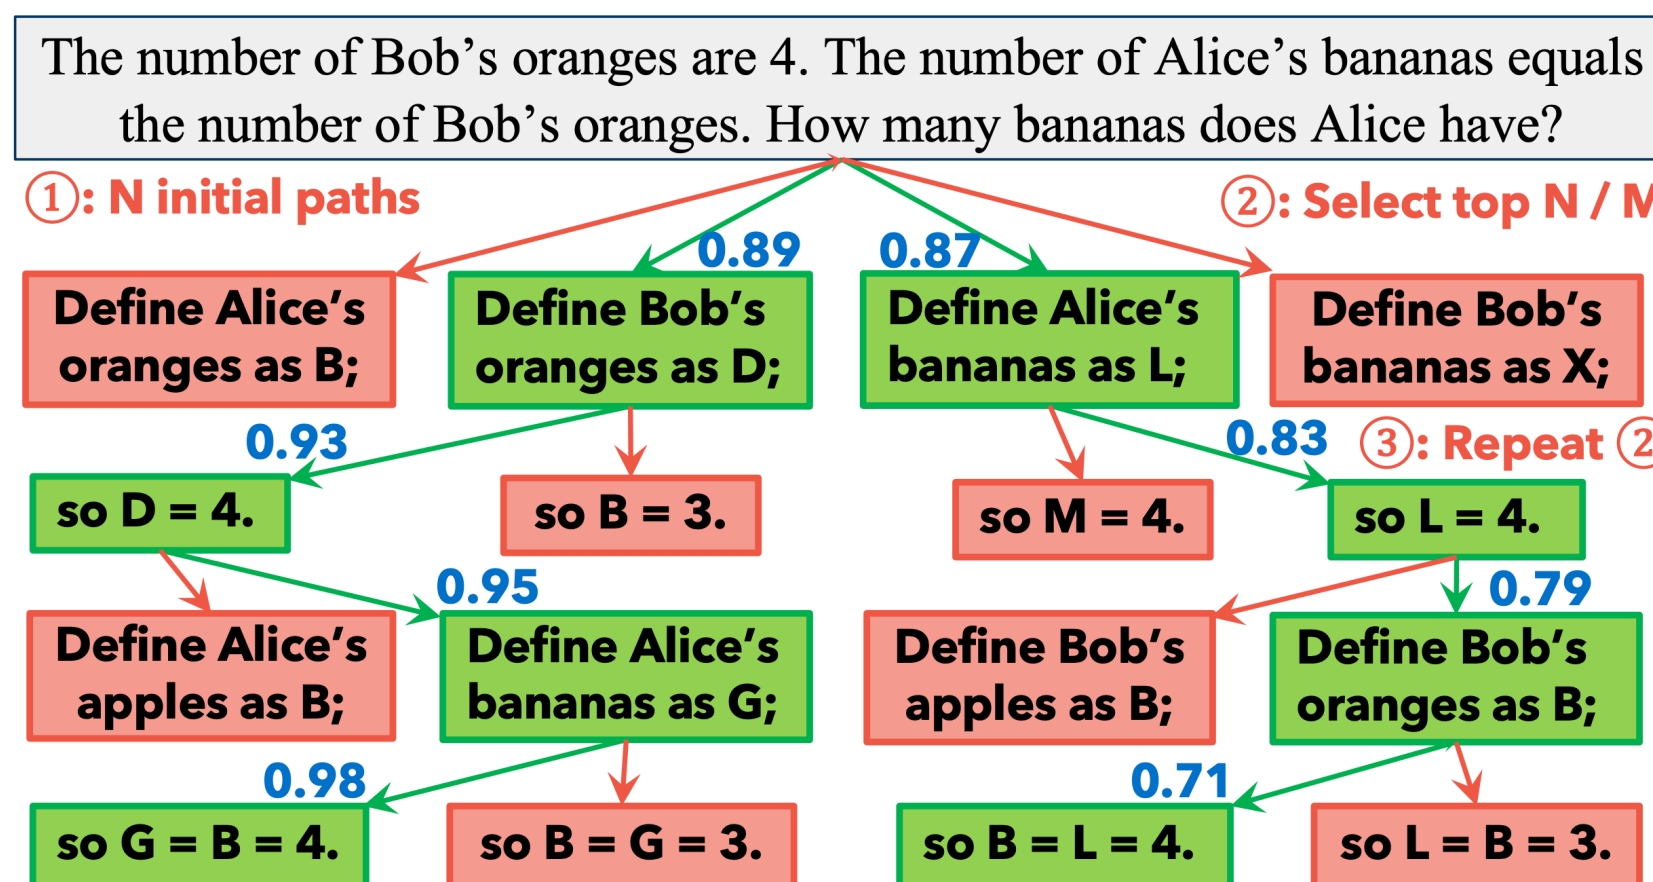 The number of Bob’s oranges are 4. The number of Alice’s bananas equals
the number of Bob’s oranges. How many bananas does Alice have?
①: N initial paths
②: Select top N / M
0.89
0.87
Define Alice’s
oranges as B;
Define Bob’s
oranges as D;
Define Alice’s
bananas as L;
Define Bob’s
bananas as X;
0.93
0.83
③: Repeat ②
so D = 4.
so B = 3.
so M = 4.
so L = 4.
0.95
0.79
Define Alice’s
apples as B;
Define Alice’s
bananas as G;
Define Bob’s
apples as B;
Define Bob’s
oranges as B;
0.98
0.71
so G = B = 4.
so B = G = 3.
so B = L = 4.
so L = B = 3.